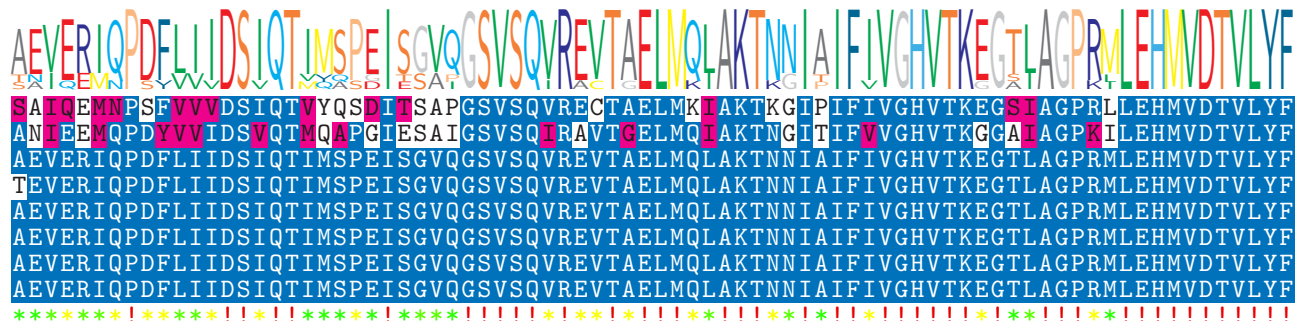 AEVERIQPDFLIIDSIQTIMSPEISGVQGSVSQVREVTAELMQLAKTNNIAIFIVGHVTKEGTLAGPRMLEHMVDTVLYF
SAIQEMNPSFVVVDSIQTVYQSDITSAPGSVSQVRECTAELMKIAKTKGIPIFIVGHVTKEGSIAGPRLLEHMVDTVLYF
ANIEEMQPDYVVIDSVQTMQAPGIESAIGSVSQIRAVTGELMQIAKTNGITIFVVGHVTKGGAIAGPKILEHMVDTVLYF
AEVERIQPDFLIIDSIQTIMSPEISGVQGSVSQVREVTAELMQLAKTNNIAIFIVGHVTKEGTLAGPRMLEHMVDTVLYF
TEVERIQPDFLIIDSIQTIMSPEISGVQGSVSQVREVTAELMQLAKTNNIAIFIVGHVTKEGTLAGPRMLEHMVDTVLYF
AEVERIQPDFLIIDSIQTIMSPEISGVQGSVSQVREVTAELMQLAKTNNIAIFIVGHVTKEGTLAGPRMLEHMVDTVLYF
AEVERIQPDFLIIDSIQTIMSPEISGVQGSVSQVREVTAELMQLAKTNNIAIFIVGHVTKEGTLAGPRMLEHMVDTVLYF
AEVERIQPDFLIIDSIQTIMSPEISGVQGSVSQVREVTAELMQLAKTNNIAIFIVGHVTKEGTLAGPRMLEHMVDTVLYF
AEVERIQPDFLIIDSIQTIMSPEISGVQGSVSQVREVTAELMQLAKTNNIAIFIVGHVTKEGTLAGPRMLEHMVDTVLYF
*******!*****!!*!!*****!****!!!!!*!**!*!!!**!!!**!*!!*!!!!!!*!**!!!**!!!!!!!!!!!